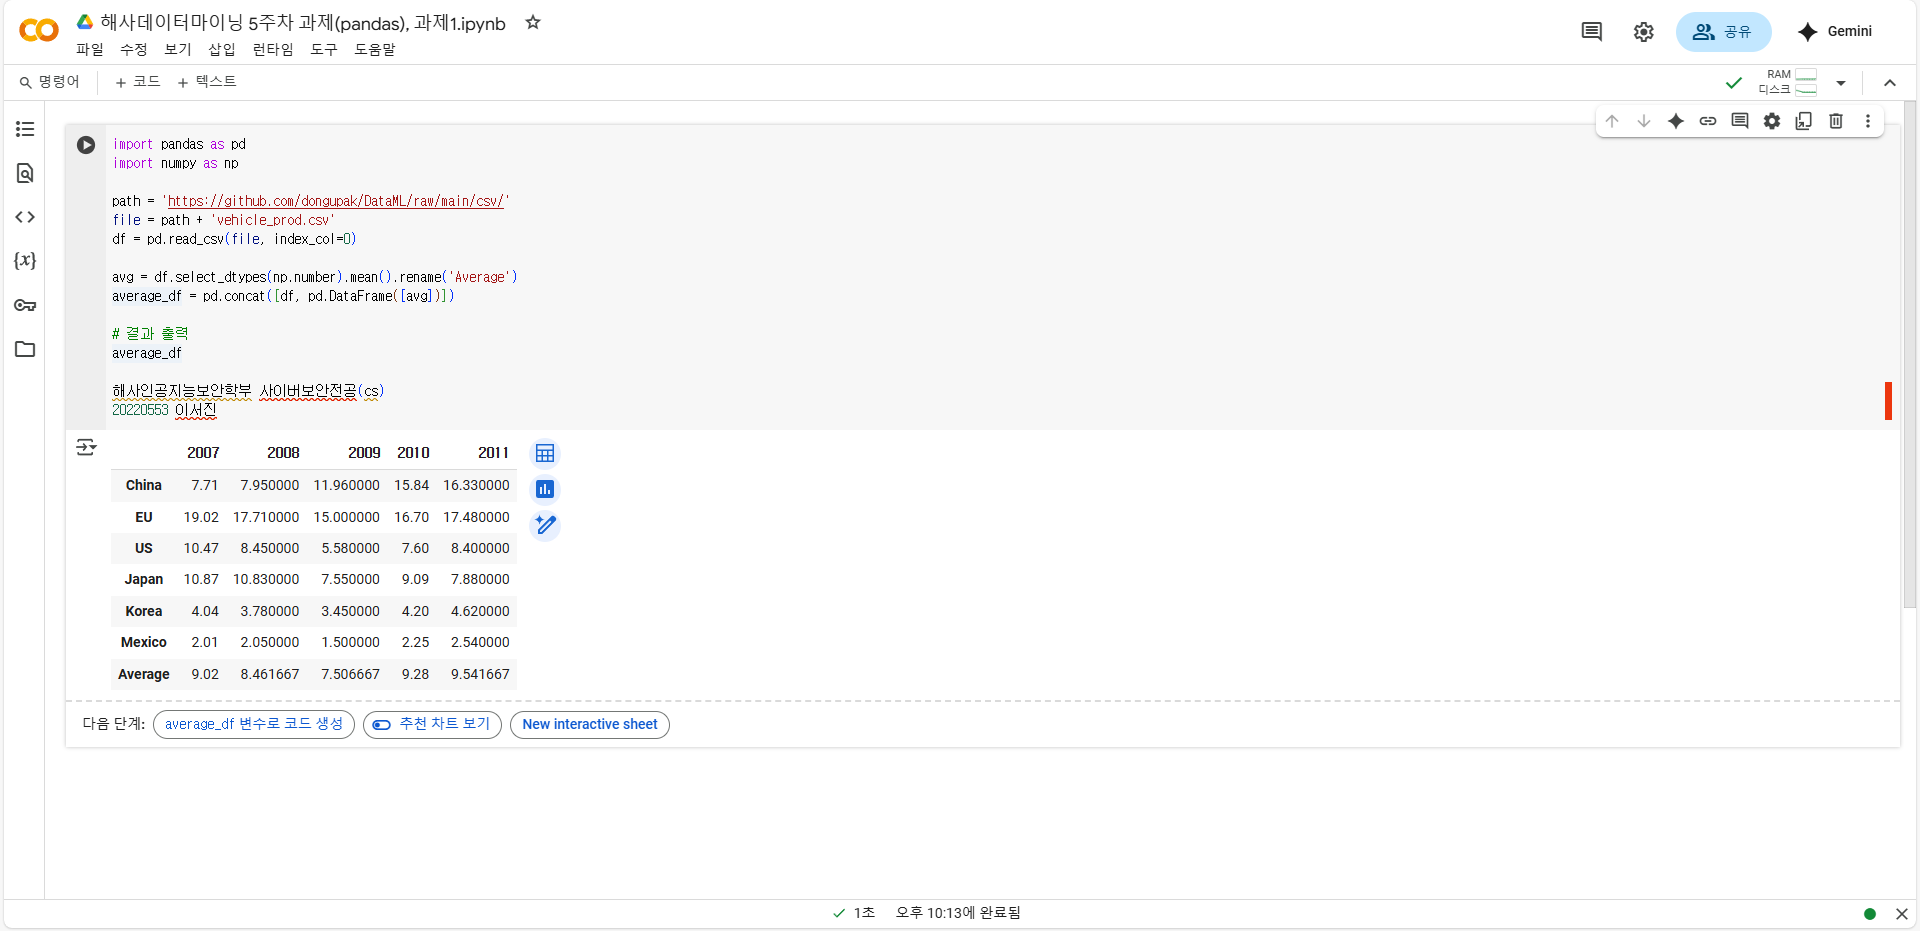 해사데이터마이닝 5주차 과제(pandas), 과제1.ipynb
파일 수정 보기 삽입 런타임 도구 도움말
공유
Gemini
명령어 + 코드 + 텍스트
RAM
디스크
import pandas as pd
import numpy as np
path = 'https://github.com/dongupak/DataML/raw/main/csv/'
file = path + 'vehicle_prod.csv'
df = pd.read_csv(file, index_col=0)
avg = df.select_dtypes(np.number).mean().rename('Average')
average_df = pd.concat([df, pd.DataFrame([avg])])
# 결과 출력
average_df
해사인공지능보안학부 사이버보안전공(cs)
20220553 이서진
2007 2008 2009 2010 2011
China 7.71 7.950000 11.960000 15.84 16.330000
EU 19.02 17.710000 15.000000 16.70 17.480000
US 10.47 8.450000 5.580000 7.60 8.400000
Japan 10.87 10.830000 7.550000 9.09 7.880000
Korea 4.04 3.780000 3.450000 4.20 4.620000
Mexico 2.01 2.050000 1.500000 2.25 2.540000
Average 9.02 8.461667 7.506667 9.28 9.541667
다음 단계: average_df 변수로 코드 생성 추천 차트 보기 New interactive sheet
1초 오후 10:13에 완료됨